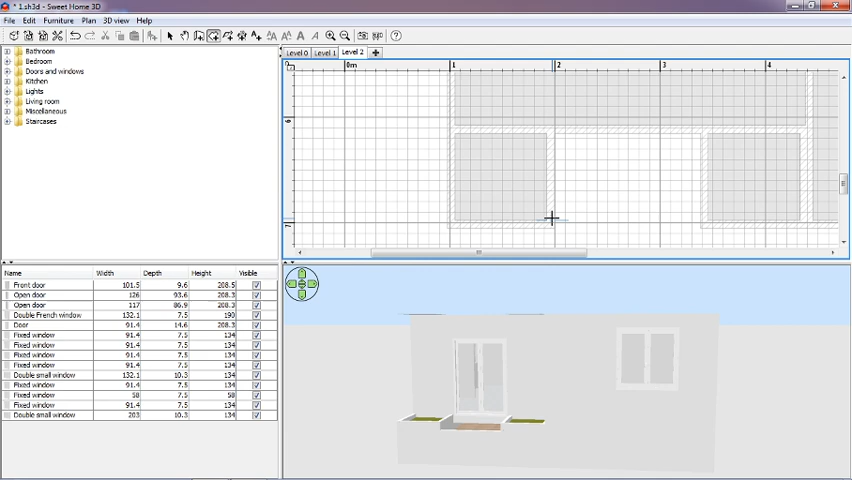 * 1.sh3d - Sweet Home 3D
File Edit Furniture Plan 3D view Help
Level 0 Level 1 Level 2
Bathroom
Bedroom
Doors and windows
Kitchen
Lights
Living room
Miscellaneous
Staircases
0m 1 2 3 4
6
7
Name Width Depth Height Visible
Front door 101.5 9.6 208.5
Open door 126 93.6 208.3
Open door 117 86.9 208.3
Double French window 132.1 7.5 190
Door 91.4 14.6 208.3
Fixed window 91.4 7.5 134
Fixed window 91.4 7.5 134
Fixed window 91.4 7.5 134
Fixed window 91.4 7.5 134
Double small window 132.1 10.3 134
Fixed window 91.4 7.5 134
Fixed window 58 7.5 58
Fixed window 91.4 7.5 134
Double small window 203 10.3 134